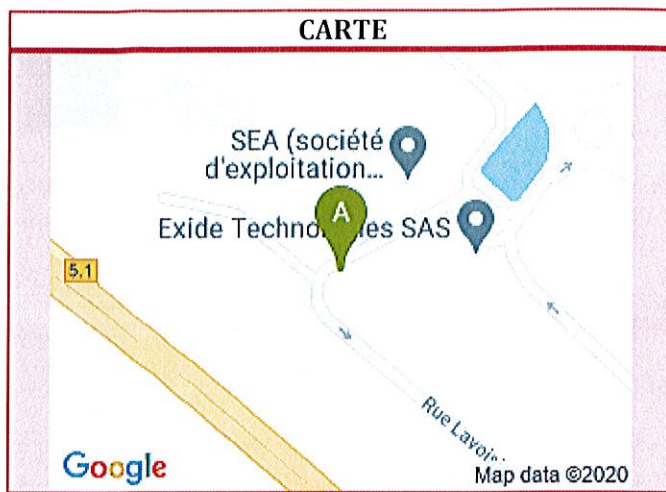 CARTE
SEA (société
d'exploitation...
A
Exide SAS
5.1
Rue
Google
Map data ©2020